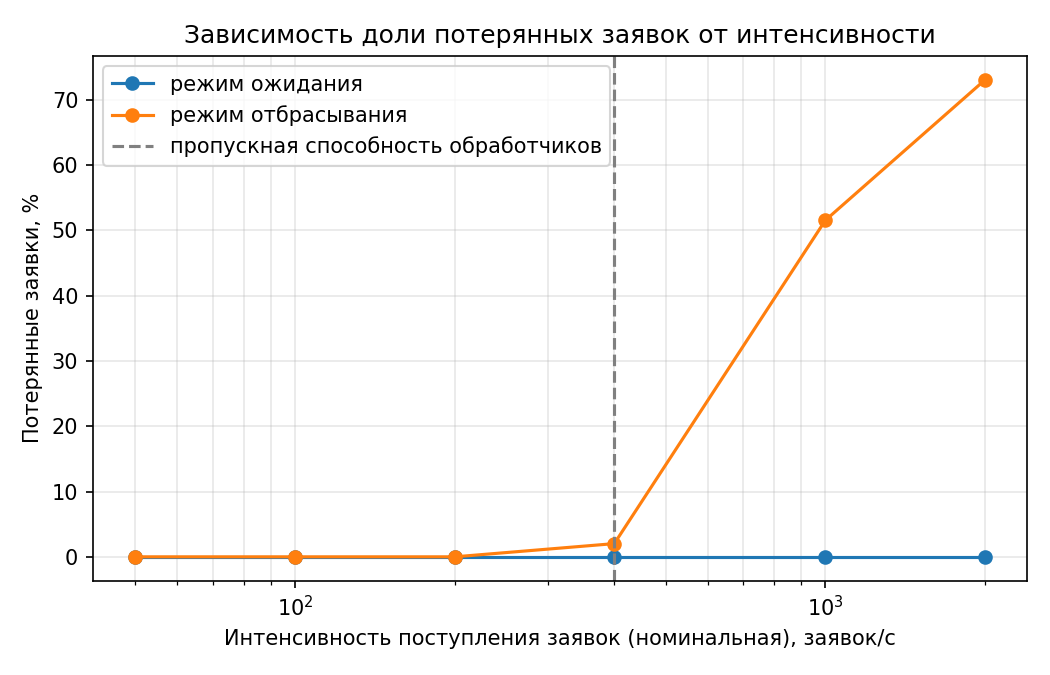 Зависимость доли потерянных заявок от интенсивности
режим ожидания
режим отбрасывания
пропускная способность обработчиков
Потерянные заявки, %
70
60
50
40
30
20
10
0
10²
10³
Интенсивность поступления заявок (номинальная), заявок/с